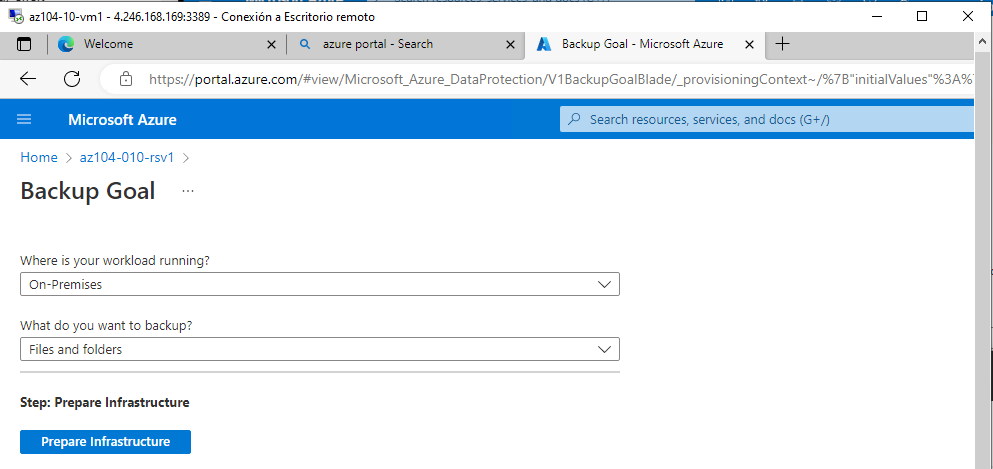 az104-10-vm1 - 4.246.168.169:3389 - Conexión a Escritorio remoto
Welcome
azure portal - Search
Backup Goal - Microsoft Azure
https://portal.azure.com/#view/Microsoft_Azure_DataProtection/V1BackupGoalBlade/_provisioningContext~/%7B"initialValues"%3A%
Microsoft Azure
Search resources, services, and docs (G+/)
Home > az104-010-rsv1 >
Backup Goal ...
Where is your workload running?
On-Premises
What do you want to backup?
Files and folders
Step: Prepare Infrastructure
Prepare Infrastructure